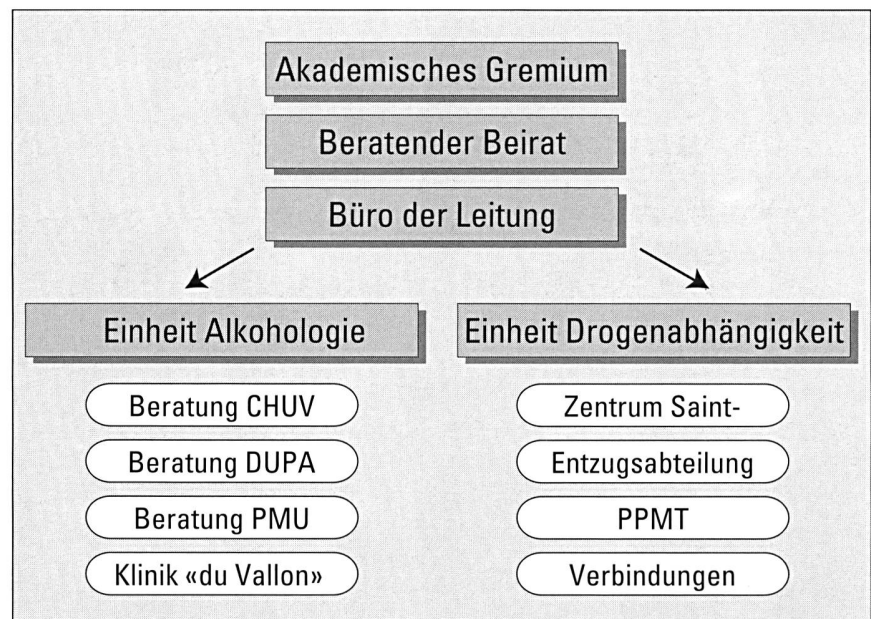 Akademisches Gremium
Beratender Beirat
Büro der Leitung
Einheit Alkohologie
Einheit Drogenabhängigkeit
Beratung CHUV
Beratung DUPA
Beratung PMU
Klinik «du Vallon»
Zentrum Saint-
Entzugsabteilung
PPMT
Verbindungen